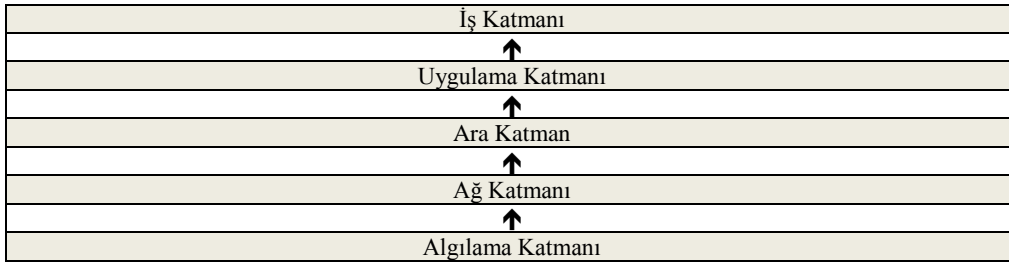 İş Katmanı
Uygulama Katmanı
Ara Katman
Ağ Katmanı
Algılama Katmanı